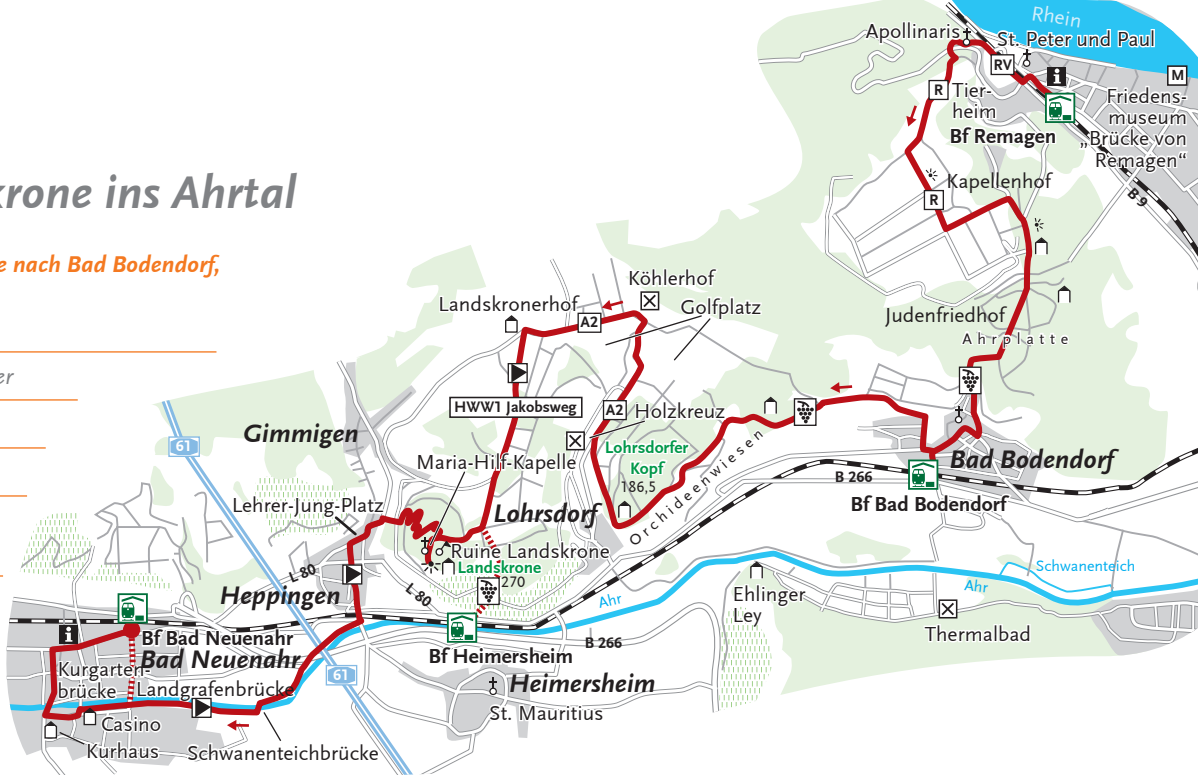 krone ins Ahrtal
e nach Bad Bodendorf,
er
Rhein
Apollinaris
St. Peter und Paul
RV
i
M
R
Tier-
heim
Bf Remagen
Friedens-
museum
„Brücke von
Remagen“
B 9
Kapellenhof
R
Köhlerhof
Landskronerhof
Golfplatz
A2
Judenfriedhof
Ahrplatte
HWW1 Jakobsweg
A2
Holzkreuz
61
Gimmigen
Lohrsdorfer
Kopf
186,5
Maria-Hilf-Kapelle
Orchideenwiesen
Bad Bodendorf
B 266
Bf Bad Bodendorf
Lehrer-Jung-Platz
Lohrsdorf
Ruine Landskrone
Landskrone
270
L 80
L 80
Heppingen
Ahr
Schwanenteich
Ahr
Ehlinger
Ley
Thermalbad
i
Bf Bad Neuenahr
Bad Neuenahr
B 266
Bf Heimersheim
61
Kurgarten-
brücke
Landgrafenbrücke
Heimersheim
St. Mauritius
Casino
Kurhaus
Schwanenteichbrücke